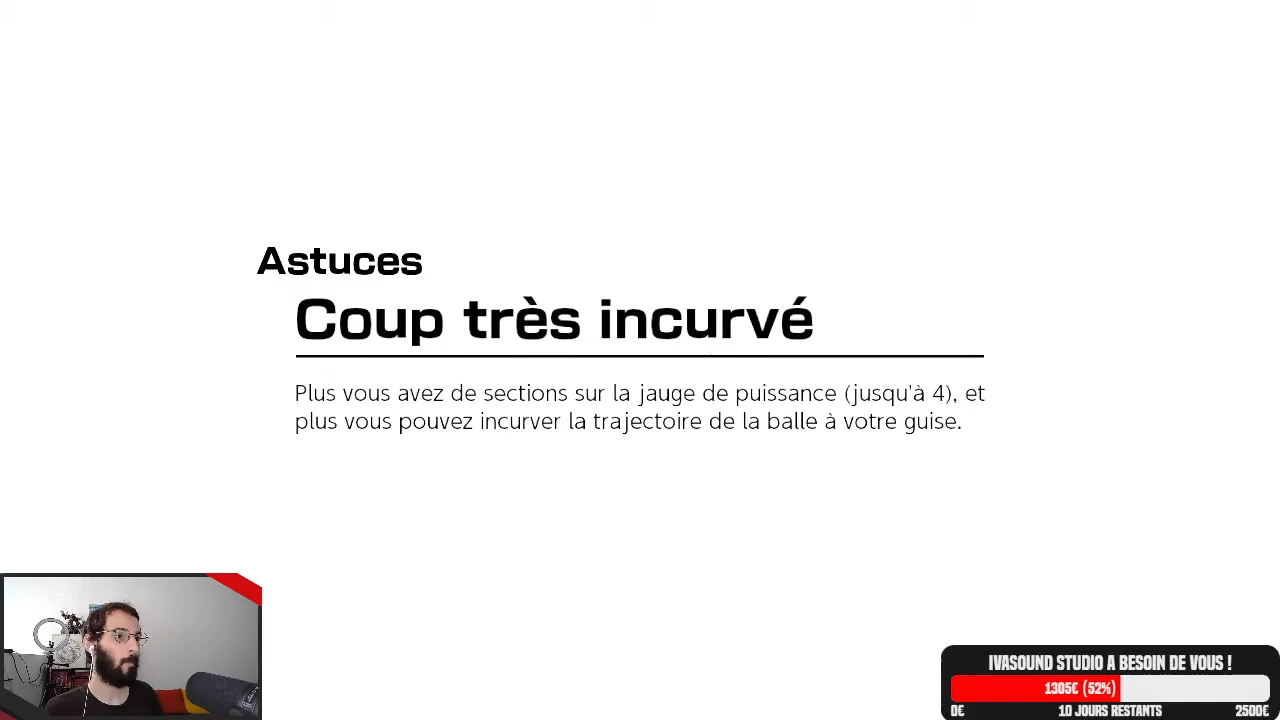 Astuces
Coup très incurvé
Plus vous avez de sections sur la jauge de puissance (jusqu'à 4), et
plus vous pouvez incurver la trajectoire de la balle à votre guise.
IVASOUND STUDIO A BESOIN DE VOUS !
1305€ (52%)
0€ 10 JOURS RESTANTS 2500€